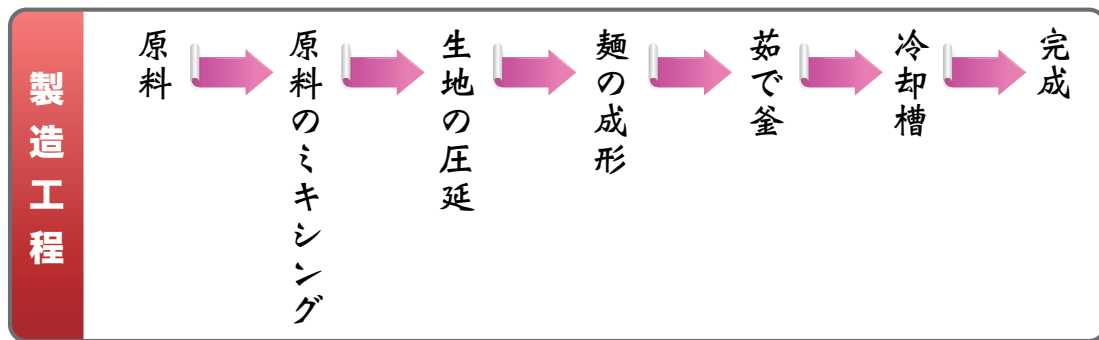 製造工程
原料
原料のミキシング
生地の圧延
麺の成形
茹で釜
冷却槽
完成